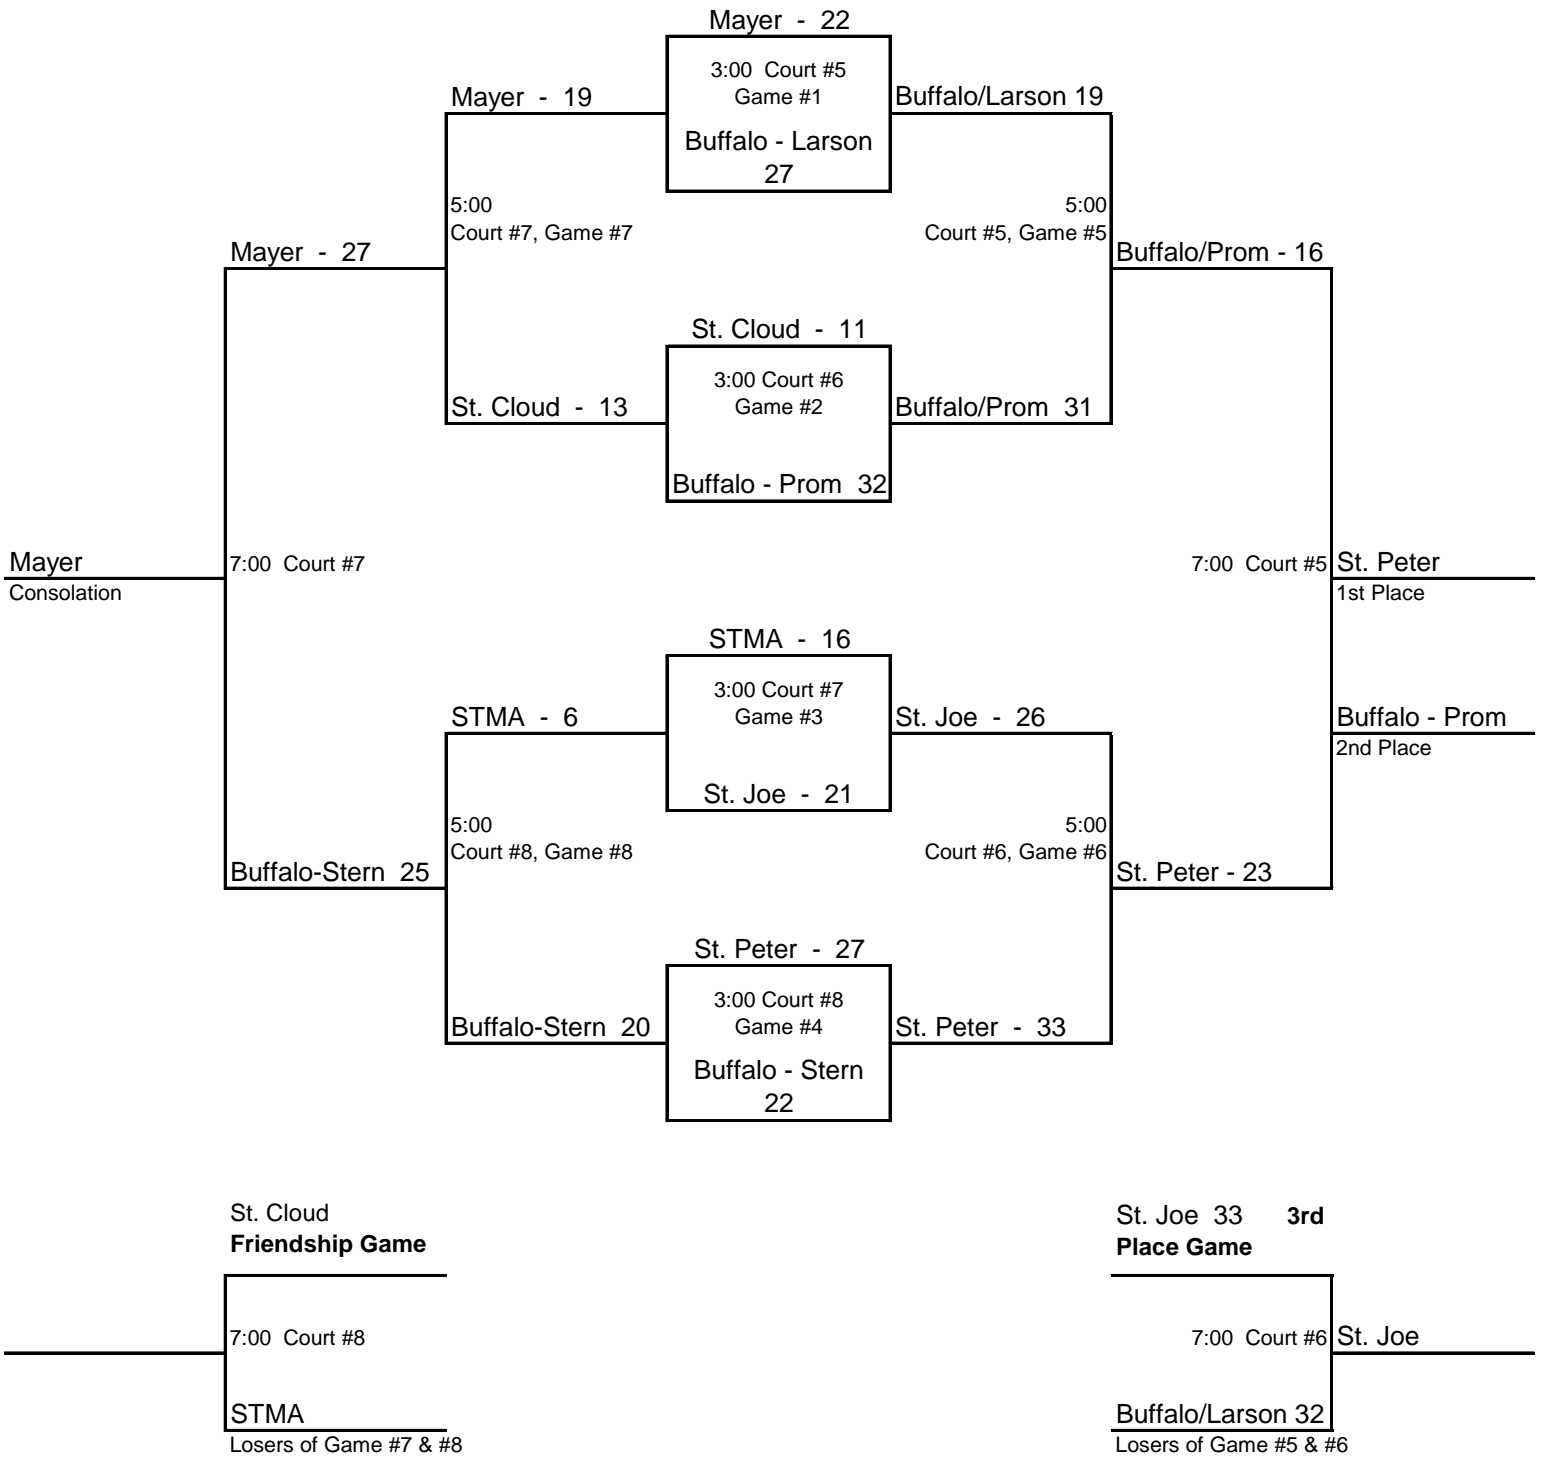 Mayer - 22
3:00 Court #5
Game #1
Mayer - 19
Buffalo/Larson 19
Buffalo - Larson
27
5:00
Court #7, Game #7
5:00
Court #5, Game #5
Mayer - 27
Buffalo/Prom - 16
St. Cloud - 11
3:00 Court #6
Game #2
St. Cloud - 13
Buffalo/Prom 31
Buffalo - Prom 32
Mayer
Consolation
7:00 Court #7
7:00 Court #5
St. Peter
1st Place
STMA - 16
3:00 Court #7
Game #3
STMA - 6
St. Joe - 26
Buffalo - Prom
2nd Place
St. Joe - 21
5:00
Court #8, Game #8
5:00
Court #6, Game #6
Buffalo-Stern 25
St. Peter - 23
St. Peter - 27
3:00 Court #8
Game #4
Buffalo-Stern 20
St. Peter - 33
Buffalo - Stern
22
St. Cloud
Friendship Game
St. Joe 33 3rd
Place Game
7:00 Court #8
7:00 Court #6
St. Joe
STMA
Losers of Game #7 & #8
Buffalo/Larson 32
Losers of Game #5 & #6